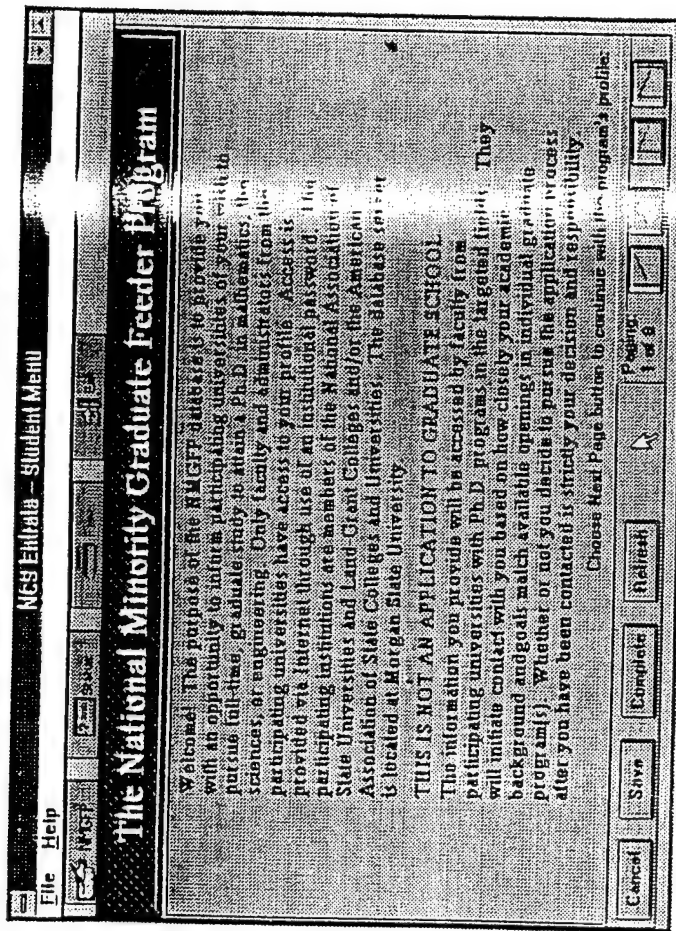 NCS Entrata – Student Menu
File Help
NMGFP
The National Minority Graduate Feeder Program
Welcome! The purpose of the NMGFP database is to provide you
with an opportunity to inform participating universities of your wish to
pursue full-time, graduate study to attain a Ph.D. in mathematics, the
sciences, or engineering. Only faculty and administrators from the
participating universities have access to your profile. Access is
provided via Internet through use of an institutional password. The
participating institutions are members of the National Association of
State Universities and Land-Grant Colleges and/or the American
Association of State Colleges and Universities. The database server
is located at Morgan State University.
THIS IS NOT AN APPLICATION TO GRADUATE SCHOOL.
The information you provide will be accessed by faculty from
participating universities with Ph.D. programs in the targeted fields. They
will initiate contact with you based on how closely your academic
background and goals match available openings in individual graduate
program(s). Whether or not you decide to pursue the application process
after you have been contacted is strictly your decision and responsibility.
Choose Next Page button to continue with this program's profile:
Cancel Save Complete Refresh
Paging:
1 of 8